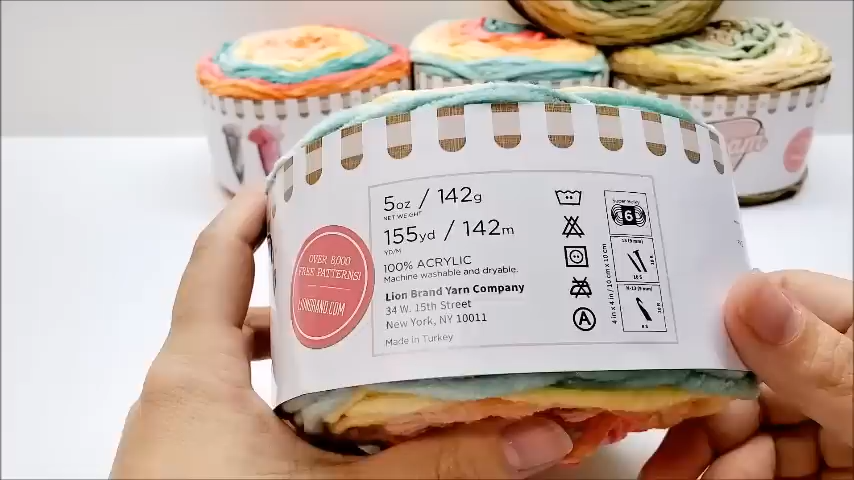 5oz / 142g
NET WEIGHT
155yd / 142m
YD/M
100% ACRYLIC
Machine washable and dryable.
Lion Brand Yarn Company
34 W. 15th Street
New York, NY 10011
Made in Turkey
OVER 8,000
FREE PATTERNS!
LIONBRAND.COM
6
A
4 in x 4 in / 10 cm x 10 cm